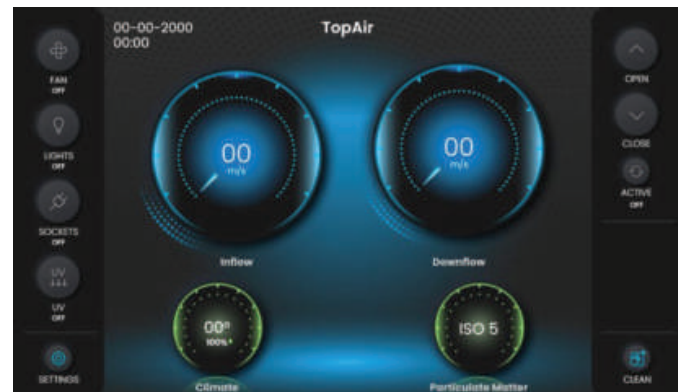 00-00-2000
00:00
TopAir
FAN
OFF
LIGHTS
OFF
SOCKETS
OFF
UV
UV
OFF
SETTINGS
00
m/s
Inflow
00
m/s
Downflow
00º
100%
Climate
ISO 5
Particulate Matter
OPEN
CLOSE
ACTIVE
OFF
CLEAN